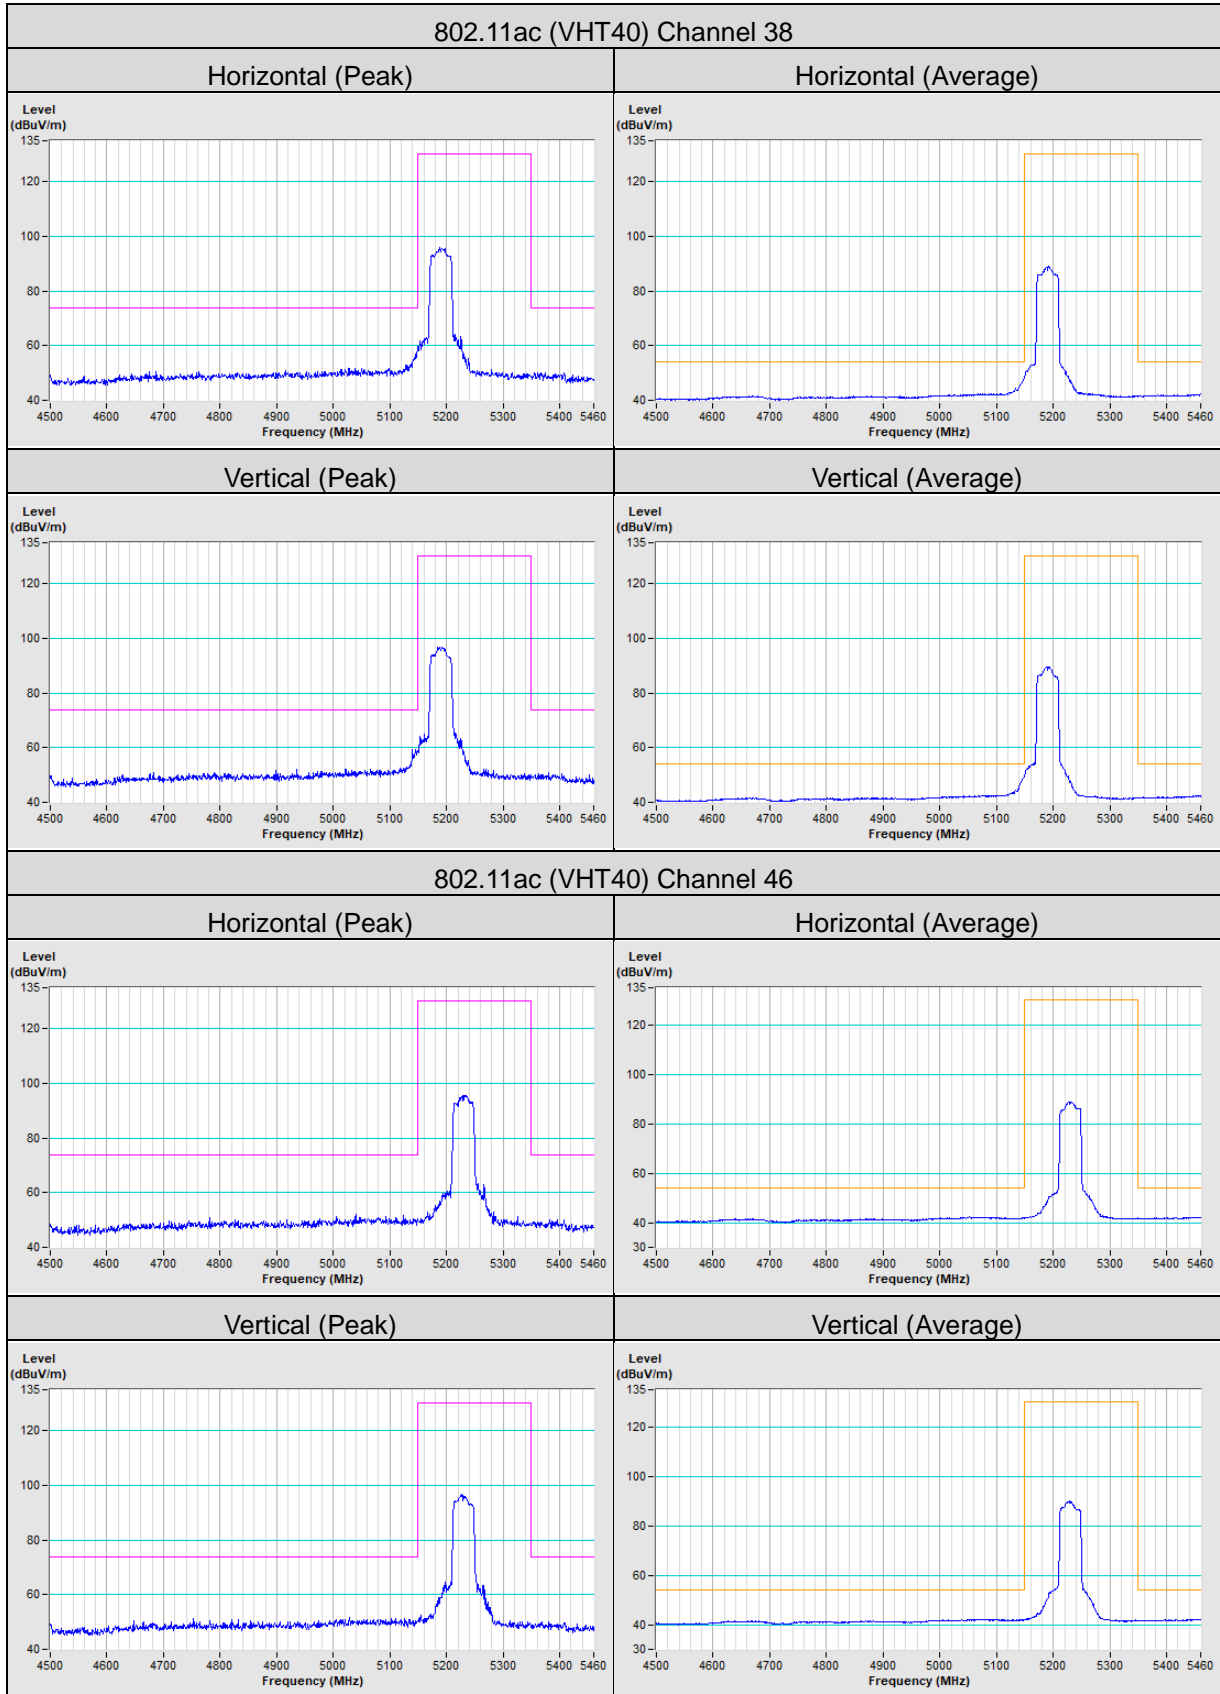 802.11ac (VHT40) Channel 38
Horizontal (Peak) Horizontal (Average)
Level
(dBuV/m)
135
120
100
80
60
40
4500 4600 4700 4800 4900 5000 5100 5200 5300 5400 5460
Frequency (MHz)
Level
(dBuV/m)
135
120
100
80
60
40
4500 4600 4700 4800 4900 5000 5100 5200 5300 5400 5460
Frequency (MHz)
Vertical (Peak) Vertical (Average)
Level
(dBuV/m)
135
120
100
80
60
40
4500 4600 4700 4800 4900 5000 5100 5200 5300 5400 5460
Frequency (MHz)
Level
(dBuV/m)
135
120
100
80
60
40
4500 4600 4700 4800 4900 5000 5100 5200 5300 5400 5460
Frequency (MHz)
802.11ac (VHT40) Channel 46
Horizontal (Peak) Horizontal (Average)
Level
(dBuV/m)
135
120
100
80
60
40
4500 4600 4700 4800 4900 5000 5100 5200 5300 5400 5460
Frequency (MHz)
Level
(dBuV/m)
135
120
100
80
60
40
30
4500 4600 4700 4800 4900 5000 5100 5200 5300 5400 5460
Frequency (MHz)
Vertical (Peak) Vertical (Average)
Level
(dBuV/m)
135
120
100
80
60
40
4500 4600 4700 4800 4900 5000 5100 5200 5300 5400 5460
Frequency (MHz)
Level
(dBuV/m)
135
120
100
80
60
40
30
4500 4600 4700 4800 4900 5000 5100 5200 5300 5400 5460
Frequency (MHz)